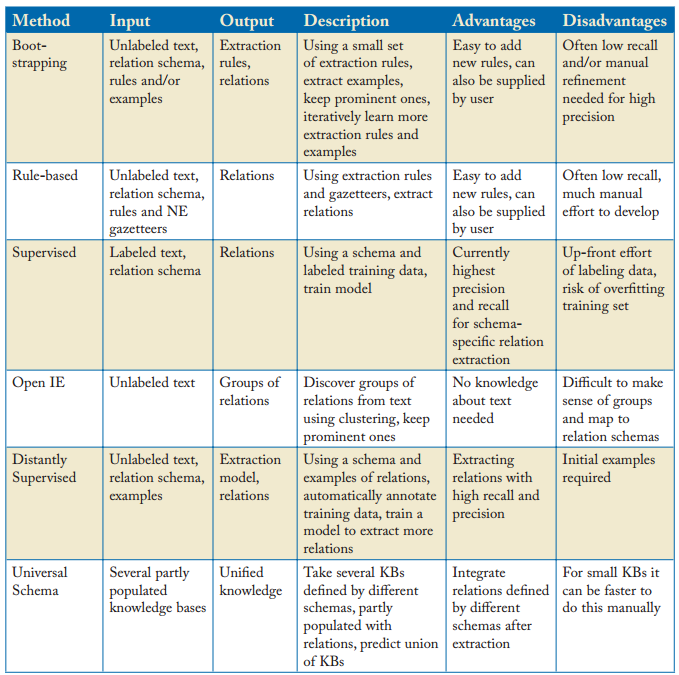 Method Input Output Description Advantages Disadvantages
Boot- Unlabeled text, Extraction Using a small set Easy to add Often low recall
strapping relation schema, rules, of extraction rules, new rules, can and/or manual
rules and/or relations extract examples, also be supplied refinement
examples keep prominent ones, by user needed for high
iteratively learn more precision
extraction rules and
examples
Rule-based Unlabeled text, Relations Using extraction rules Easy to add Often low recall,
relation schema, and gazetteers, extract new rules, can much manual
rules and NE relations also be supplied effort to develop
gazetteers by user
Supervised Labeled text, Relations Using a schema and Currently Up-front effort
relation schema labeled training data, highest of labeling data,
train model precision risk of overfitting
and recall training set
for schema-
specific relation
extraction
Open IE Unlabeled text Groups of Discover groups of No knowledge Difficult to make
relations relations from text about text sense of groups
using clustering, keep needed and map to
prominent ones relation schemas
Distantly Unlabeled text, Extraction Using a schema and Extracting Initial examples
Supervised relation schema, model, examples of relations, relations with required
examples relations automatically annotate high recall and
training data, train a precision
model to extract more
relations
Universal Several partly Unified Take several KBs Integrate For small KBs it
Schema populated knowledge defined by different relations defined can be faster to
knowledge bases schemas, partly by different do this manually
populated with schemas after
relations, predict union extraction
of KBs